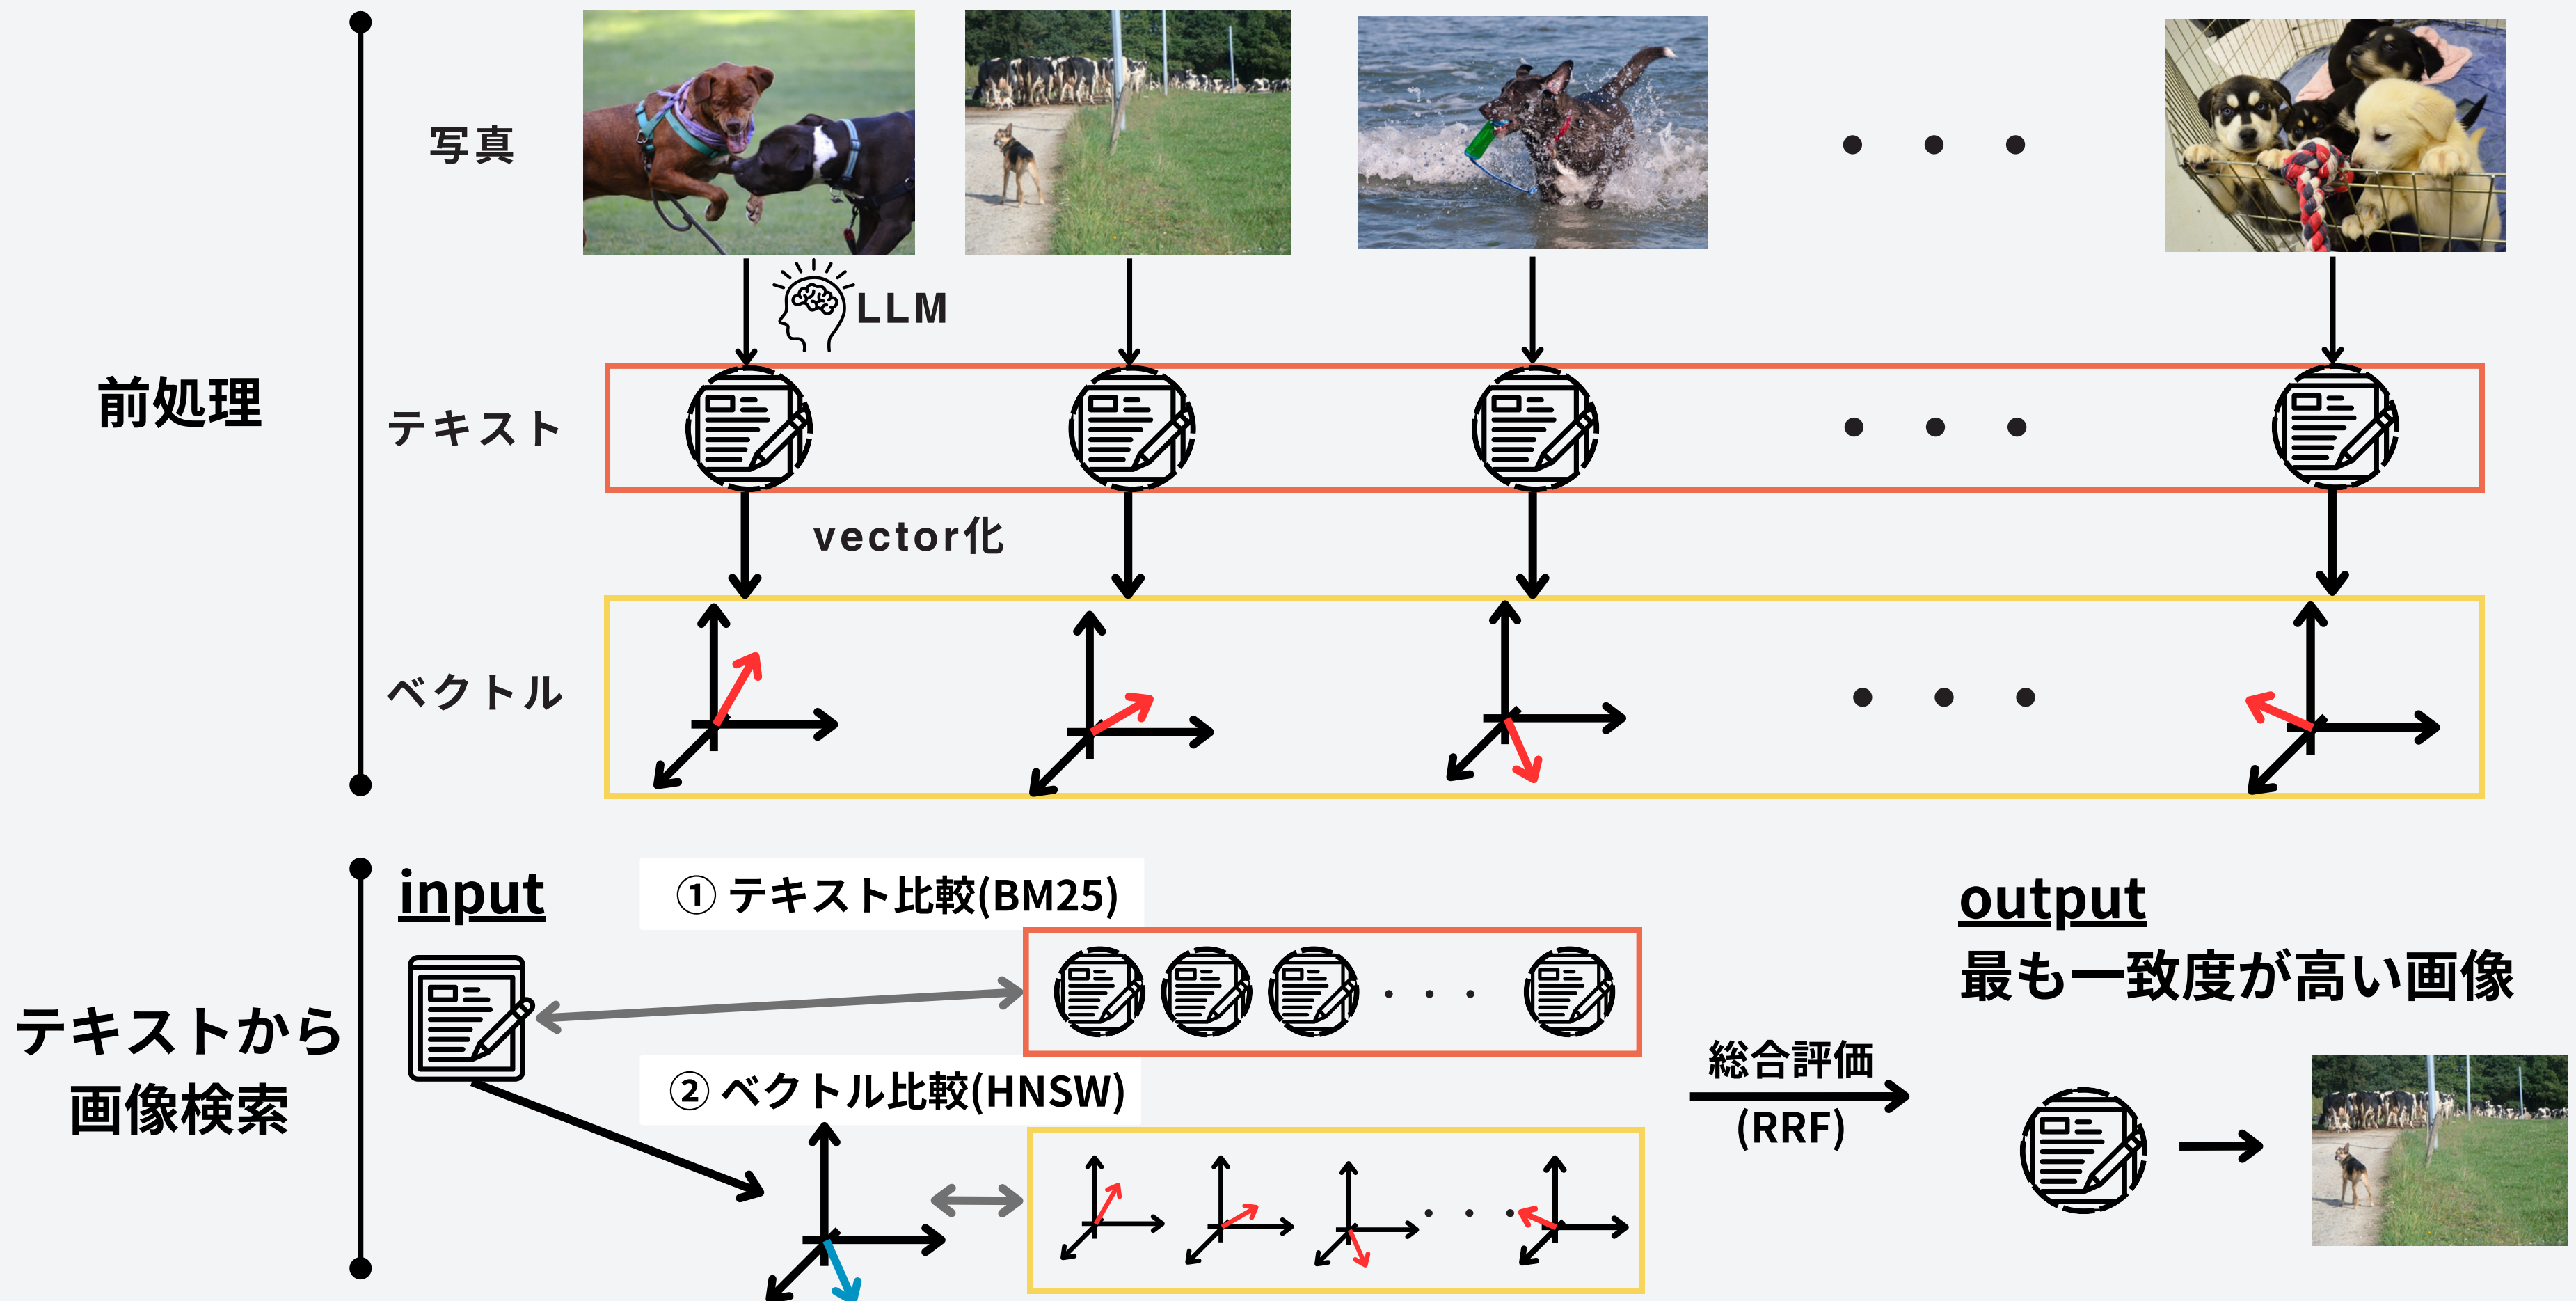 写真
LLM
前処理
テキスト
vector化
ベクトル
input
① テキスト比較(BM25)
output
最も一致度が高い画像
テキストから
画像検索
② ベクトル比較(HNSW)
総合評価
(RRF)